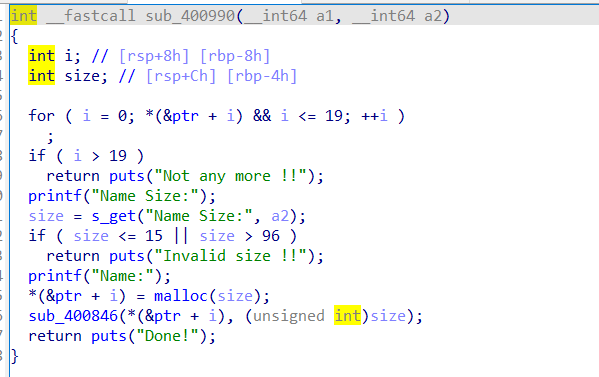 int __fastcall sub_400990(__int64 a1, __int64 a2)
{
int i; // [rsp+8h] [rbp-8h]
int size; // [rsp+Ch] [rbp-4h]
for ( i = 0; *(&ptr + i) && i <= 19; ++i )
;
if ( i > 19 )
return puts("Not any more !!");
printf("Name Size:");
size = s_get("Name Size:", a2);
if ( size <= 15 || size > 96 )
return puts("Invalid size !!");
printf("Name:");
*(&ptr + i) = malloc(size);
sub_400846(*(&ptr + i), (unsigned int)size);
return puts("Done!");
}